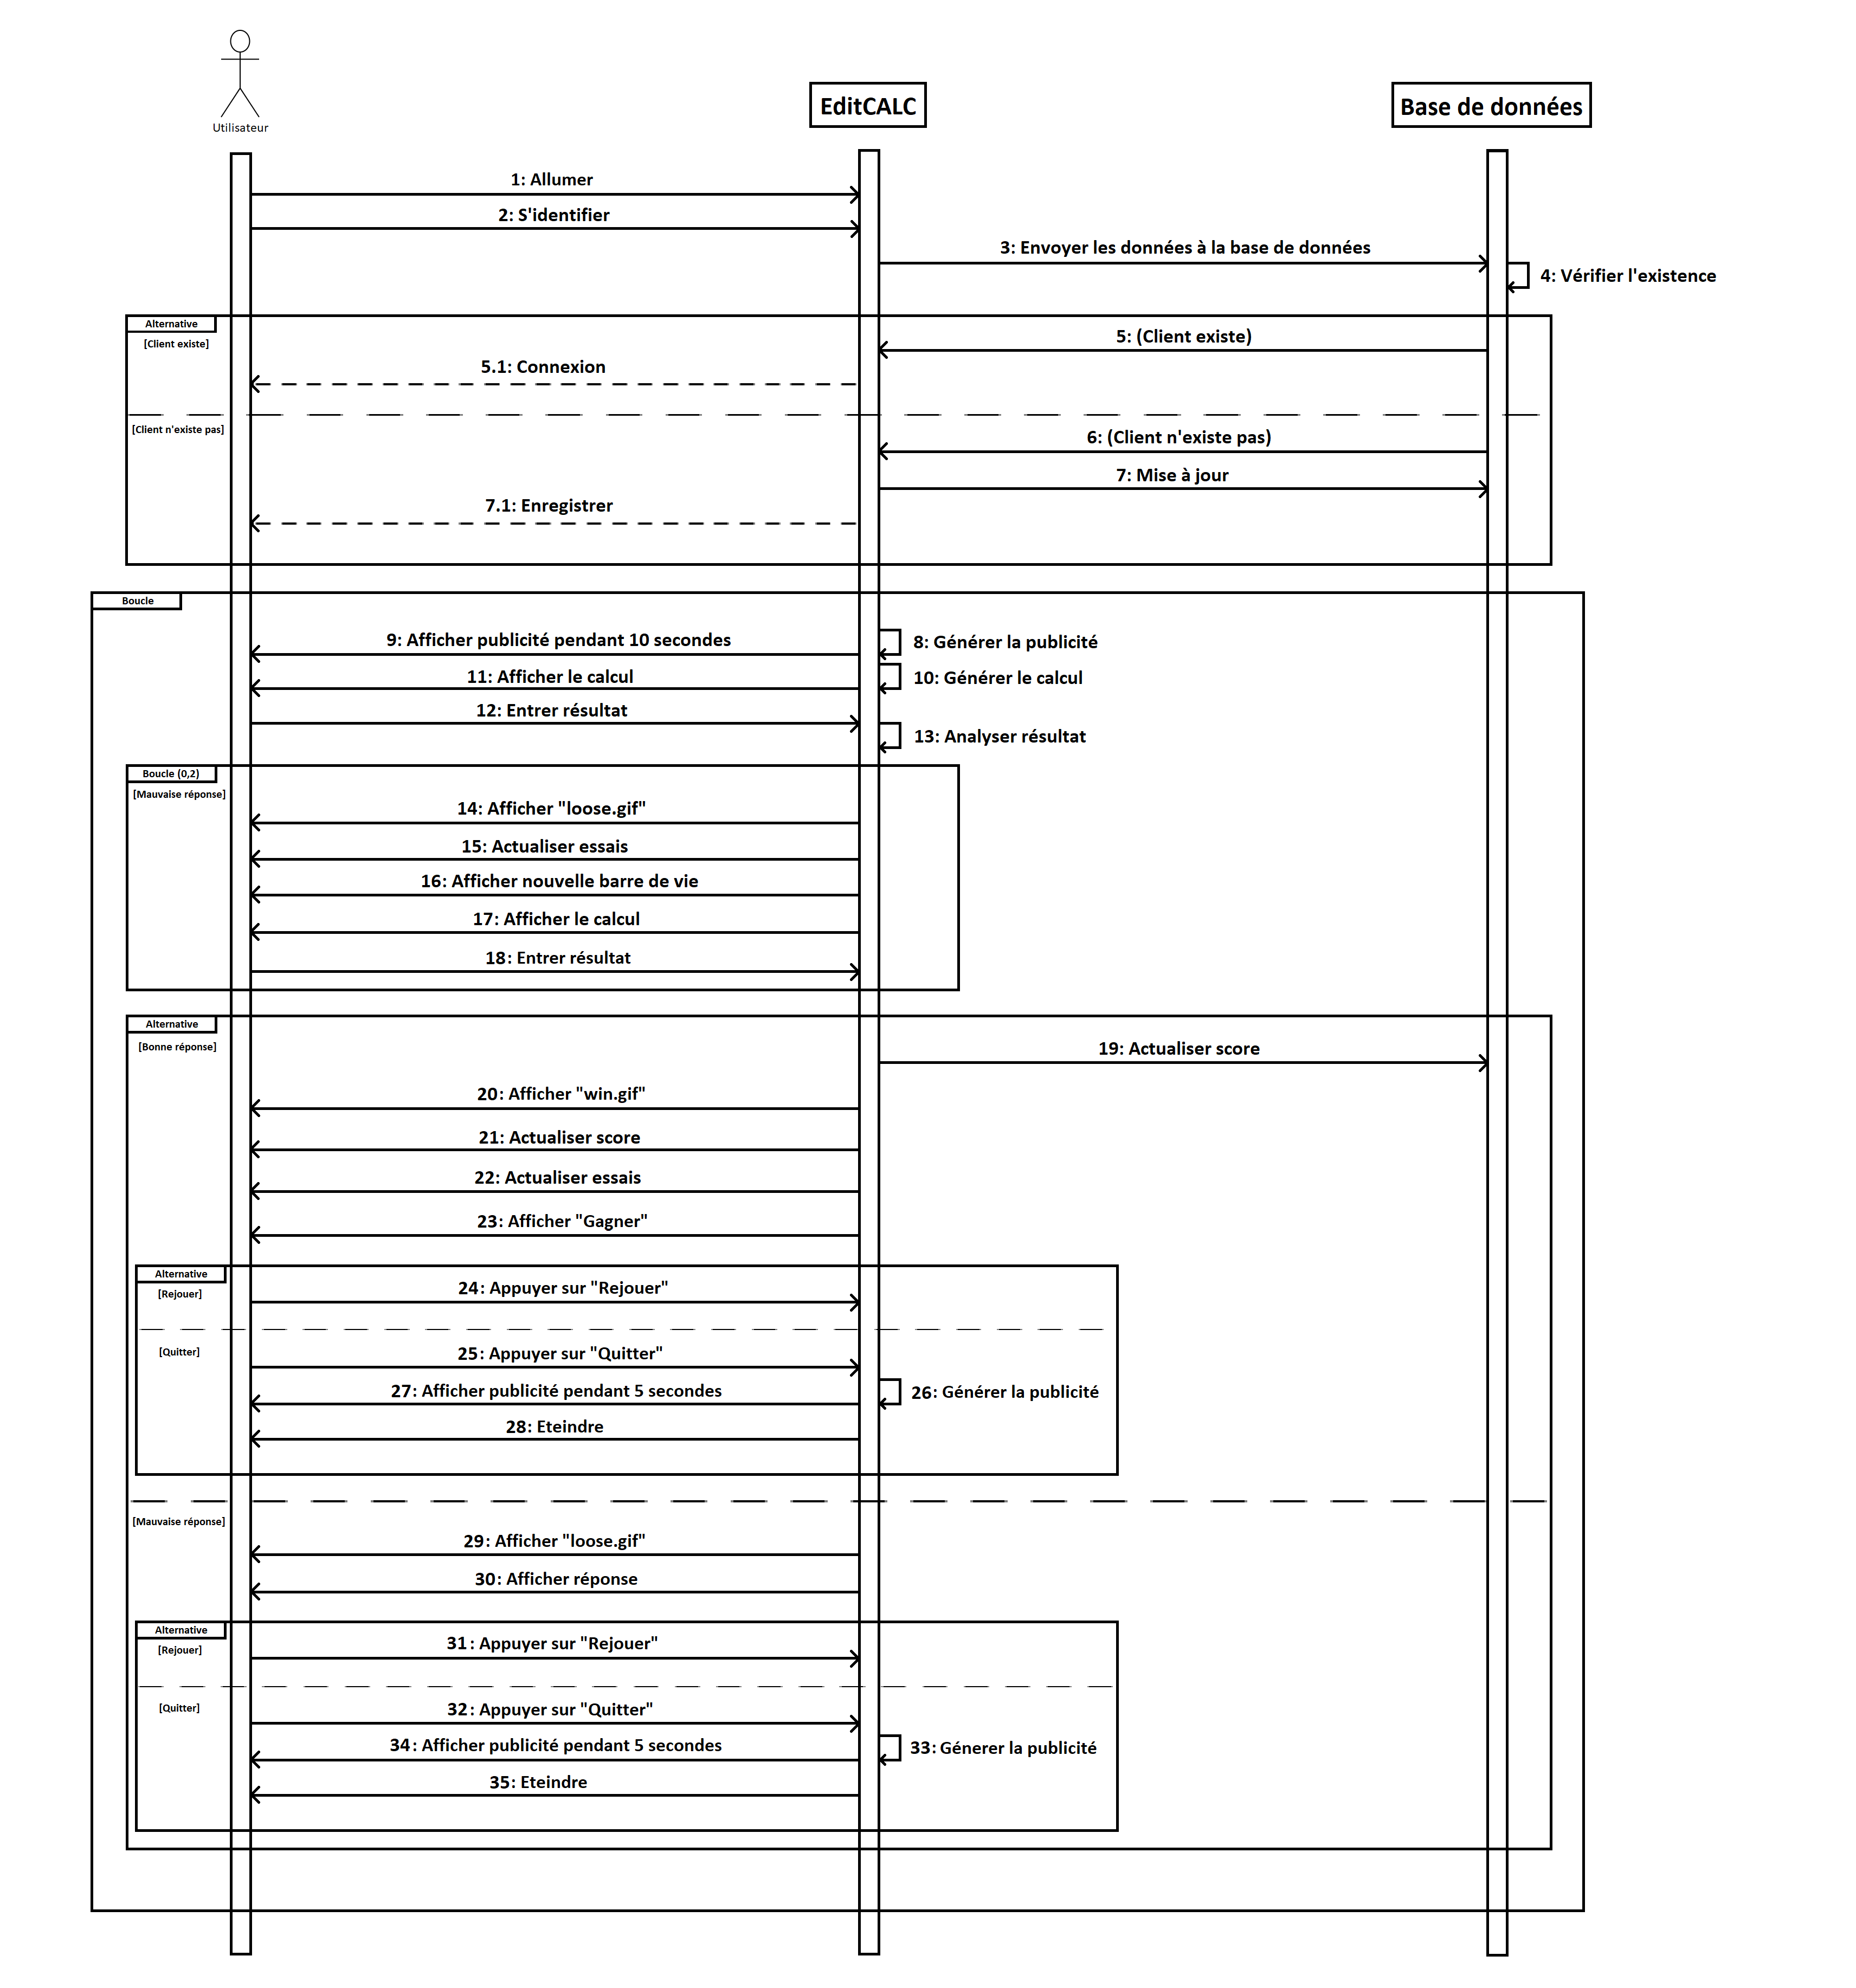 Utilisateur
EditCALC
Base de données
1: Allumer
2: S'identifier
3: Envoyer les données à la base de données
4: Vérifier l'existence
Alternative
[Client existe]
5: (Client existe)
5.1: Connexion
[Client n'existe pas]
6: (Client n'existe pas)
7: Mise à jour
7.1: Enregistrer
Boucle
9: Afficher publicité pendant 10 secondes
8: Générer la publicité
11: Afficher le calcul
10: Générer le calcul
12: Entrer résultat
13: Analyser résultat
Boucle (0,2)
[Mauvaise réponse]
14: Afficher "loose.gif"
15: Actualiser essais
16: Afficher nouvelle barre de vie
17: Afficher le calcul
18: Entrer résultat
Alternative
[Bonne réponse]
19: Actualiser score
20: Afficher "win.gif"
21: Actualiser score
22: Actualiser essais
23: Afficher "Gagner"
Alternative
[Rejouer]
24: Appuyer sur "Rejouer"
[Quitter]
25: Appuyer sur "Quitter"
27: Afficher publicité pendant 5 secondes
26: Générer la publicité
28: Eteindre
[Mauvaise réponse]
29: Afficher "loose.gif"
30: Afficher réponse
Alternative
[Rejouer]
31: Appuyer sur "Rejouer"
[Quitter]
32: Appuyer sur "Quitter"
34: Afficher publicité pendant 5 secondes
33: Génerer la publicité
35: Eteindre